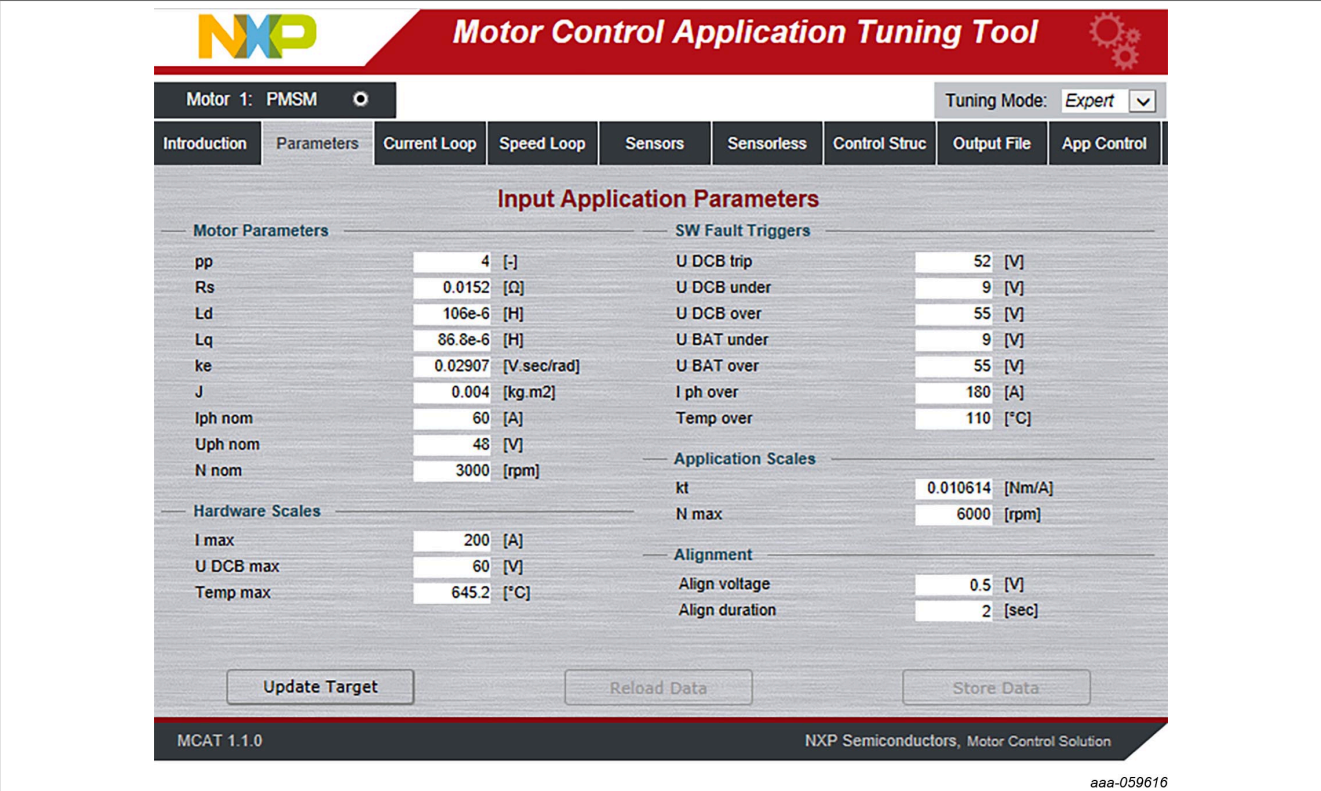 NXP
Motor Control Application Tuning Tool
Motor 1: PMSM
Tuning Mode: Expert
Introduction Parameters Current Loop Speed Loop Sensors Sensorless Control Struc Output File App Control
Input Application Parameters
Motor Parameters
pp 4 [-]
Rs 0.0152 [Ω]
Ld 106e-6 [H]
Lq 86.8e-6 [H]
ke 0.02907 [V.sec/rad]
J 0.004 [kg.m2]
Iph nom 60 [A]
Uph nom 48 [V]
N nom 3000 [rpm]
Hardware Scales
I max 200 [A]
U DCB max 60 [V]
Temp max 645.2 [°C]
SW Fault Triggers
U DCB trip 52 [V]
U DCB under 9 [V]
U DCB over 55 [V]
U BAT under 9 [V]
U BAT over 55 [V]
I ph over 180 [A]
Temp over 110 [°C]
Application Scales
kt 0.010614 [Nm/A]
N max 6000 [rpm]
Alignment
Align voltage 0.5 [V]
Align duration 2 [sec]
Update Target Reload Data Store Data
MCAT 1.1.0
NXP Semiconductors, Motor Control Solution
aaa-059616